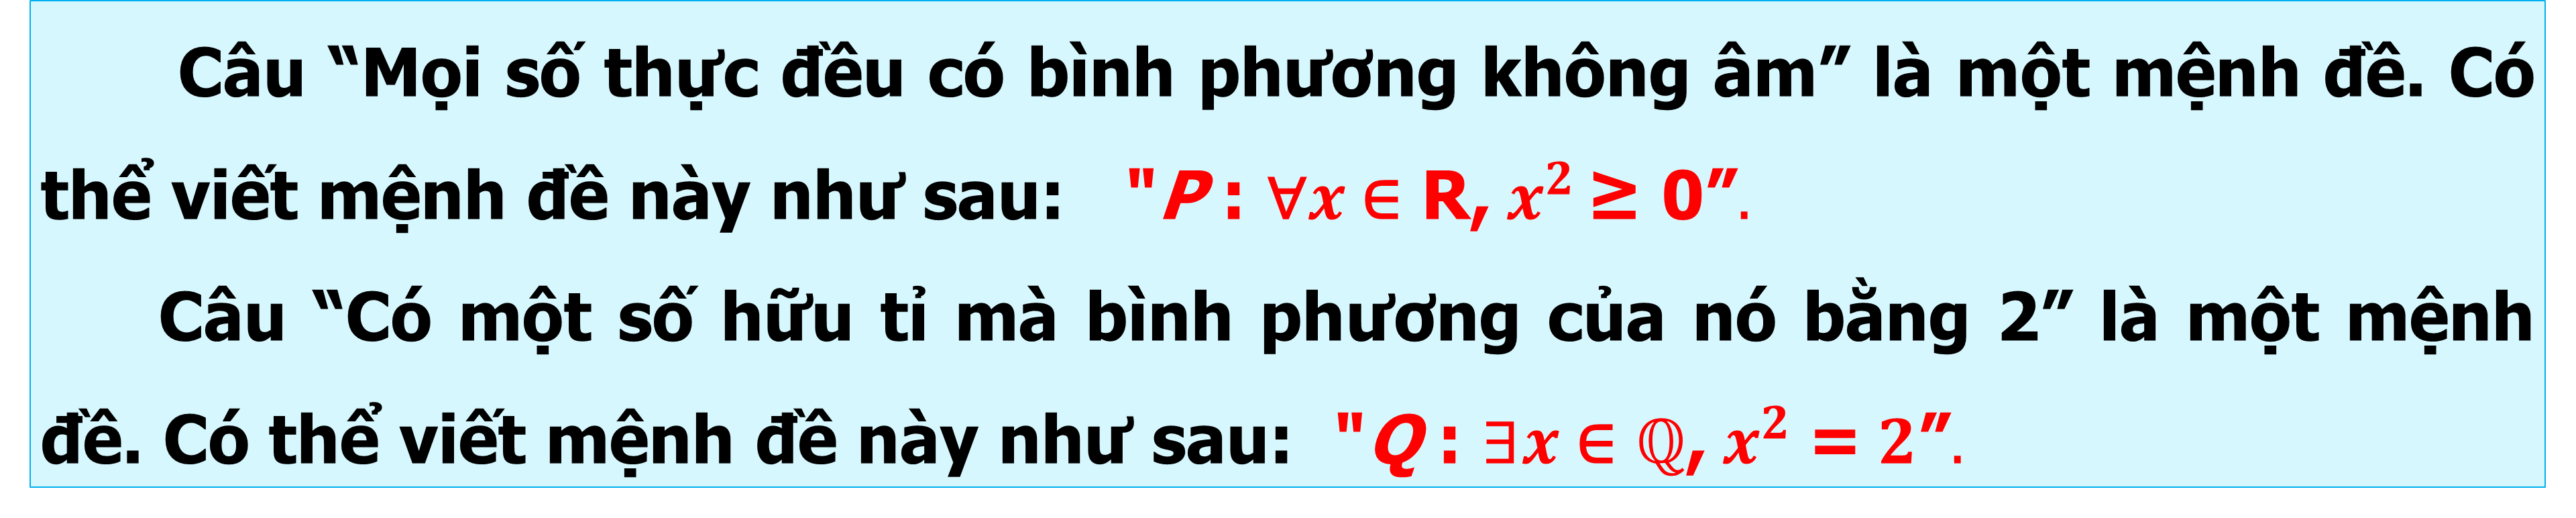 Câu “Mọi số thực đều có bình phương không âm” là một mệnh đề. Có
thể viết mệnh đề này như sau: "P : ∀x ∈ R, x² ≥ 0”.
Câu “Có một số hữu tỉ mà bình phương của nó bằng 2” là một mệnh
đề. Có thể viết mệnh đề này như sau: "Q : ∃x ∈ ℚ, x² = 2”.